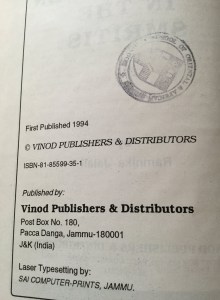 First Published 1994
© VINOD PUBLISHERS & DISTRIBUTORS
ISBN-81-85599-35-1
Published by:
Vinod Publishers & Distributors
Post Box No. 180,
Pacca Danga, Jammu-180001
J&K (India)
Laser Typesetting by:
SAI COMPUTER-PRINTS, JAMMU.